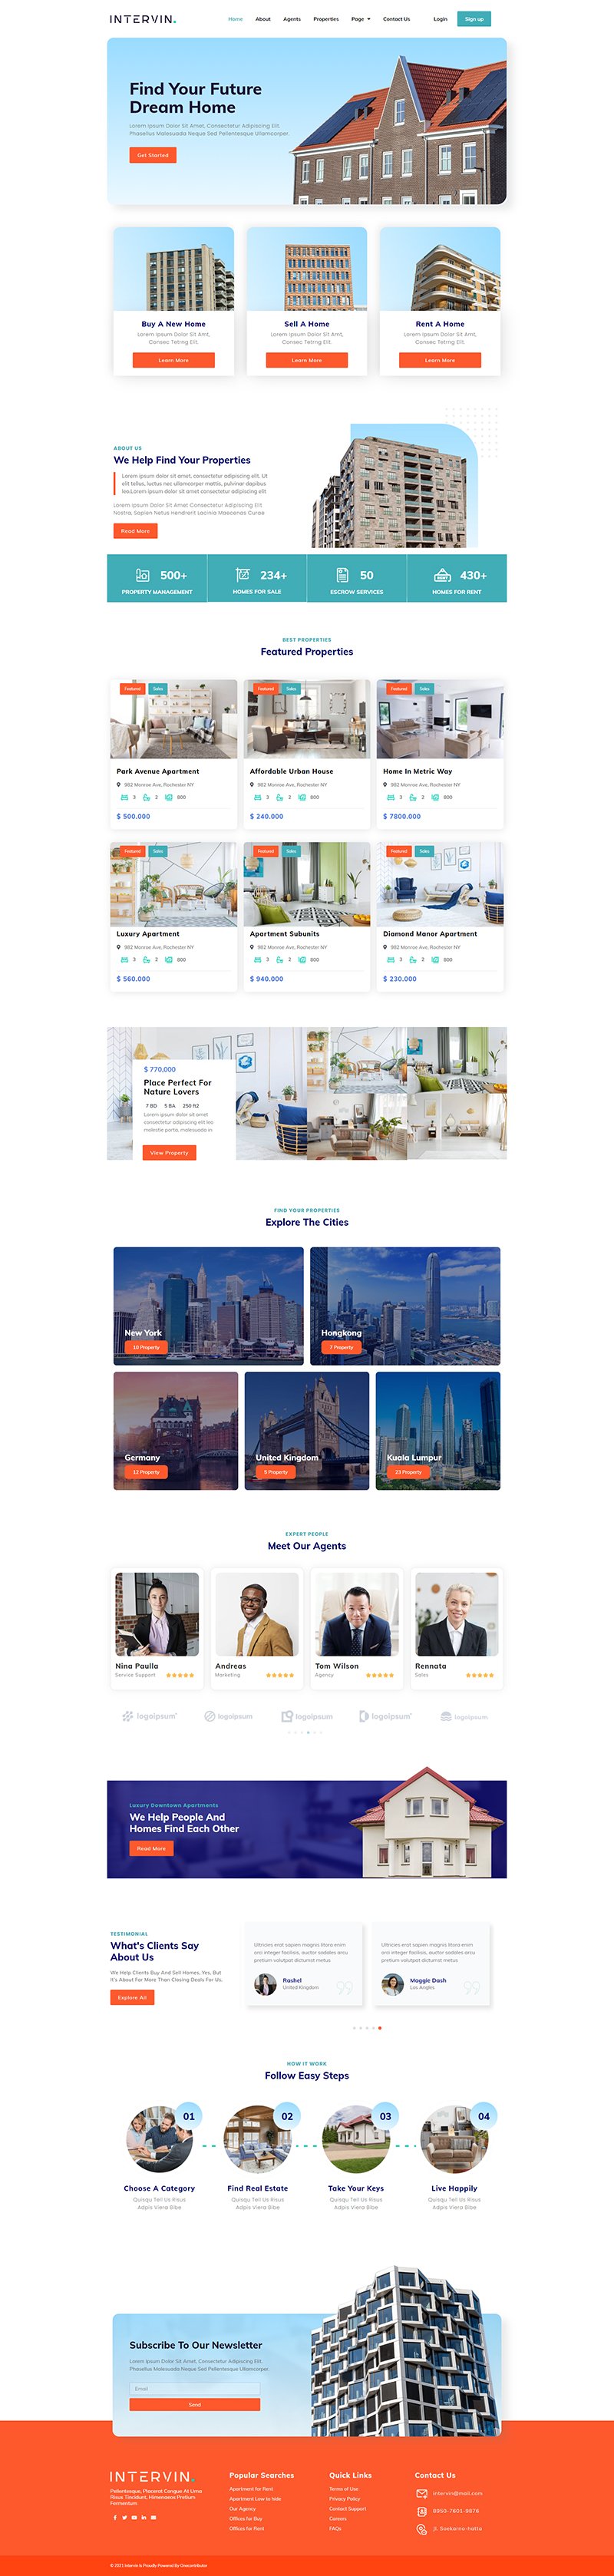 INTERVIN.
Home About Agents Properties Page Contact Us Login Sign up
Find Your Future
Dream Home
Lorem Ipsum Dolor Sit Amet, Consectetur Adipiscing Elit.
Phasellus Malesuada Neque Sed Pellentesque Ullamcorper.
Get Started
Buy A New Home
Lorem Ipsum Dolor Sit Amt,
Consec Tetring Elit.
Learn More
Sell A Home
Lorem Ipsum Dolor Sit Amt,
Consec Tetring Elit.
Learn More
Rent A Home
Lorem Ipsum Dolor Sit Amt,
Consec Tetring Elit.
Learn More
ABOUT US
We Help Find Your Properties
Lorem ipsum dolor sit amet, consectetur adipiscing elit. Ut
elit tellus, luctus nec ullamcorper mattis, pulvinar dapibus
leo.Lorem ipsum dolor sit amet consectetur adipiscing elit
Lorem Ipsum Dolor Sit Amet Consectetur Adipiscing Elit
Nostra, Sapien Netus Hendrerit Lacinia Maecenas Curae
Read More
500+
PROPERTY MANAGEMENT
234+
HOMES FOR SALE
50
ESCROW SERVICES
430+
HOMES FOR RENT
BEST PROPERTIES
Featured Properties
Featured Sales
Park Avenue Apartment
982 Monroe Ave, Rochester NY
3 2 800
$ 500.000
Featured Sales
Affordable Urban House
982 Monroe Ave, Rochester NY
3 2 800
$ 240.000
Featured Sales
Home In Metric Way
982 Monroe Ave, Rochester NY
3 2 800
$ 7800.000
Featured Sales
Luxury Apartment
982 Monroe Ave, Rochester NY
3 2 800
$ 560.000
Featured Sales
Apartment Subunits
982 Monroe Ave, Rochester NY
3 2 800
$ 940.000
Featured Sales
Diamond Manor Apartment
982 Monroe Ave, Rochester NY
3 2 800
$ 230.000
$ 770,000
Place Perfect For
Nature Lovers
7 BD 5 BA 250 ft2
Lorem ipsum dolor sit amet
consectetur adipiscing elit leo
molestie porta, malesuada in
View Property
FIND YOUR PROPERTIES
Explore The Cities
New York
10 Property
Hongkong
7 Property
Germany
12 Property
United Kingdom
5 Property
Kuala Lumpur
23 Property
EXPERT PEOPLE
Meet Our Agents
Nina Paulla
Service Support
Andreas
Marketing
Tom Wilson
Agency
Rennata
Sales
logoipsum logoipsum logoipsum logoipsum logoipsum
Luxury Downtown Apartments
We Help People And
Homes Find Each Other
Read More
TESTIMONIAL
What's Clients Say
About Us
We Help Clients Buy And Sell Homes, Yes, But
It's About Far More Than Closing Deals For Us.
Explore All
Ultricies erat sapien magnis litora enim
orci integer facilisis, auctor sodales arcu
pretium volutpat dictumst metus
Rashel
United Kingdom
Ultricies erat sapien magnis litora enim
orci integer facilisis, auctor sodales arcu
pretium volutpat dictumst metus
Maggie Dash
Los Angles
HOW IT WORK
Follow Easy Steps
01
Choose A Category
Quisqu Tell Us Risus
Adpis Viera Bibe
02
Find Real Estate
Quisqu Tell Us Risus
Adpis Viera Bibe
03
Take Your Keys
Quisqu Tell Us Risus
Adpis Viera Bibe
04
Live Happily
Quisqu Tell Us Risus
Adpis Viera Bibe
Subscribe To Our Newsletter
Lorem Ipsum Dolor Sit Amet, Consectetur Adipiscing Elit.
Phasellus Malesuada Neque Sed Pellentesque Ullamcorper.
Email
Send
INTERVIN.
Pellentesque, Placerat Congue At Urna
Risus Tincidunt, Himenaeos Pretium
Fermentum
Popular Searches
Apartment for Rent
Apartment Low to hide
Our Agency
Offices for Buy
Offices for Rent
Quick Links
Terms of Use
Privacy Policy
Contact Support
Careers
FAQs
Contact Us
intervin@mail.com
8950-7601-9876
jl. Soekarno-hatta
© 2021 Intervin Is Proudly Powered By Onecontributor